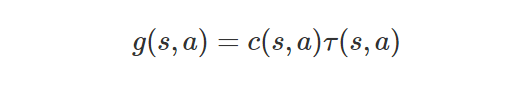 g(s, a) = c(s, a)τ(s, a)